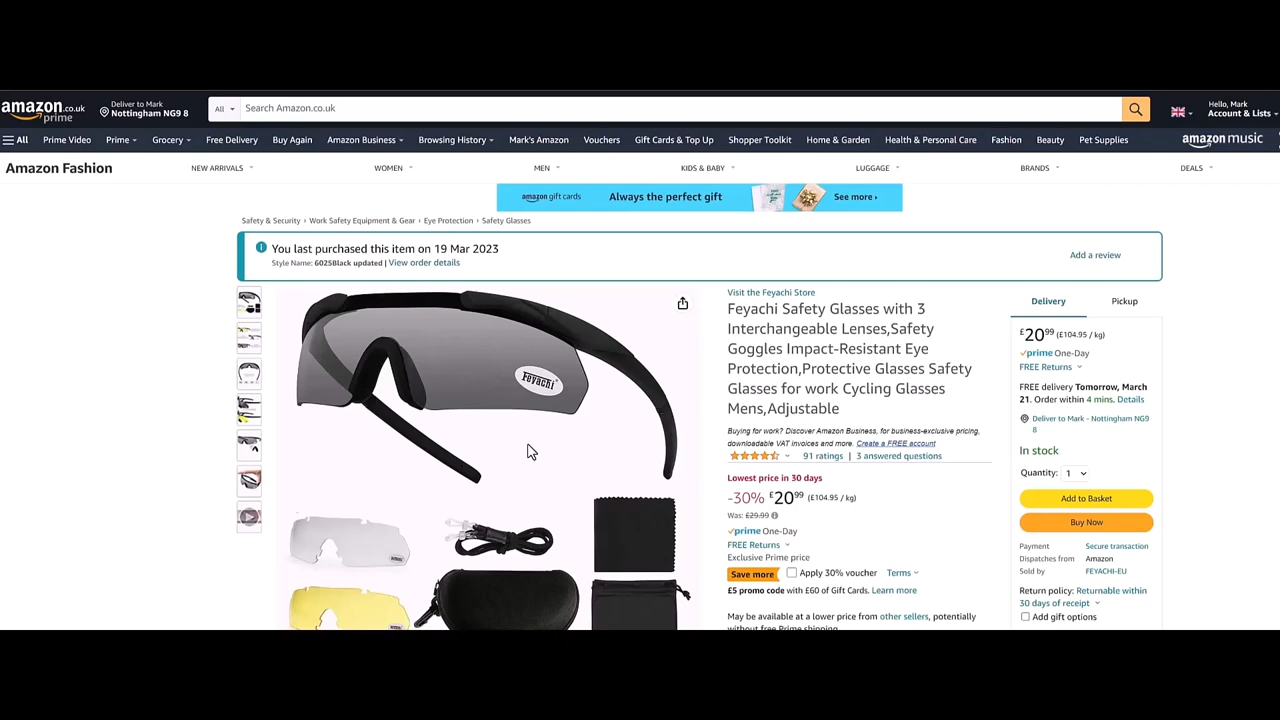 amazon.co.uk
prime
Deliver to Mark
Nottingham NG9 8
All
Search Amazon.co.uk
Hello, Mark
Account & Lists
All
Prime Video
Prime
Grocery
Free Delivery
Buy Again
Amazon Business
Browsing History
Mark's Amazon
Vouchers
Gift Cards & Top Up
Shopper Toolkit
Home & Garden
Health & Personal Care
Fashion
Beauty
Pet Supplies
amazon music
Amazon Fashion
NEW ARRIVALS
WOMEN
MEN
KIDS & BABY
LUGGAGE
BRANDS
DEALS
amazon gift cards
Always the perfect gift
See more ›
Safety & Security › Work Safety Equipment & Gear › Eye Protection › Safety Glasses
You last purchased this item on 19 Mar 2023
Style Name: 6025Black updated | View order details
Add a review
Feyachi
Visit the Feyachi Store
Feyachi Safety Glasses with 3
Interchangeable Lenses,Safety
Goggles Impact-Resistant Eye
Protection,Protective Glasses Safety
Glasses for work Cycling Glasses
Mens,Adjustable
Buying for work? Discover Amazon Business, for business-exclusive pricing,
downloadable VAT invoices and more. Create a FREE account
91 ratings | 3 answered questions
Lowest price in 30 days
-30% £20.99 (£104.95 / kg)
Was: £29.99
prime One-Day
FREE Returns
Exclusive Prime price
Save more Apply 30% voucher Terms
£5 promo code with £60 of Gift Cards. Learn more
May be available at a lower price from other sellers, potentially
without free Prime shipping.
Delivery
Pickup
£20.99 (£104.95 / kg)
prime One-Day
FREE Returns
FREE delivery Tomorrow, March
21. Order within 4 mins. Details
Deliver to Mark - Nottingham NG9
8
In stock
Quantity: 1
Add to Basket
Buy Now
Payment Secure transaction
Dispatches from Amazon
Sold by FEYACHI-EU
Return policy: Returnable within
30 days of receipt
Add gift options